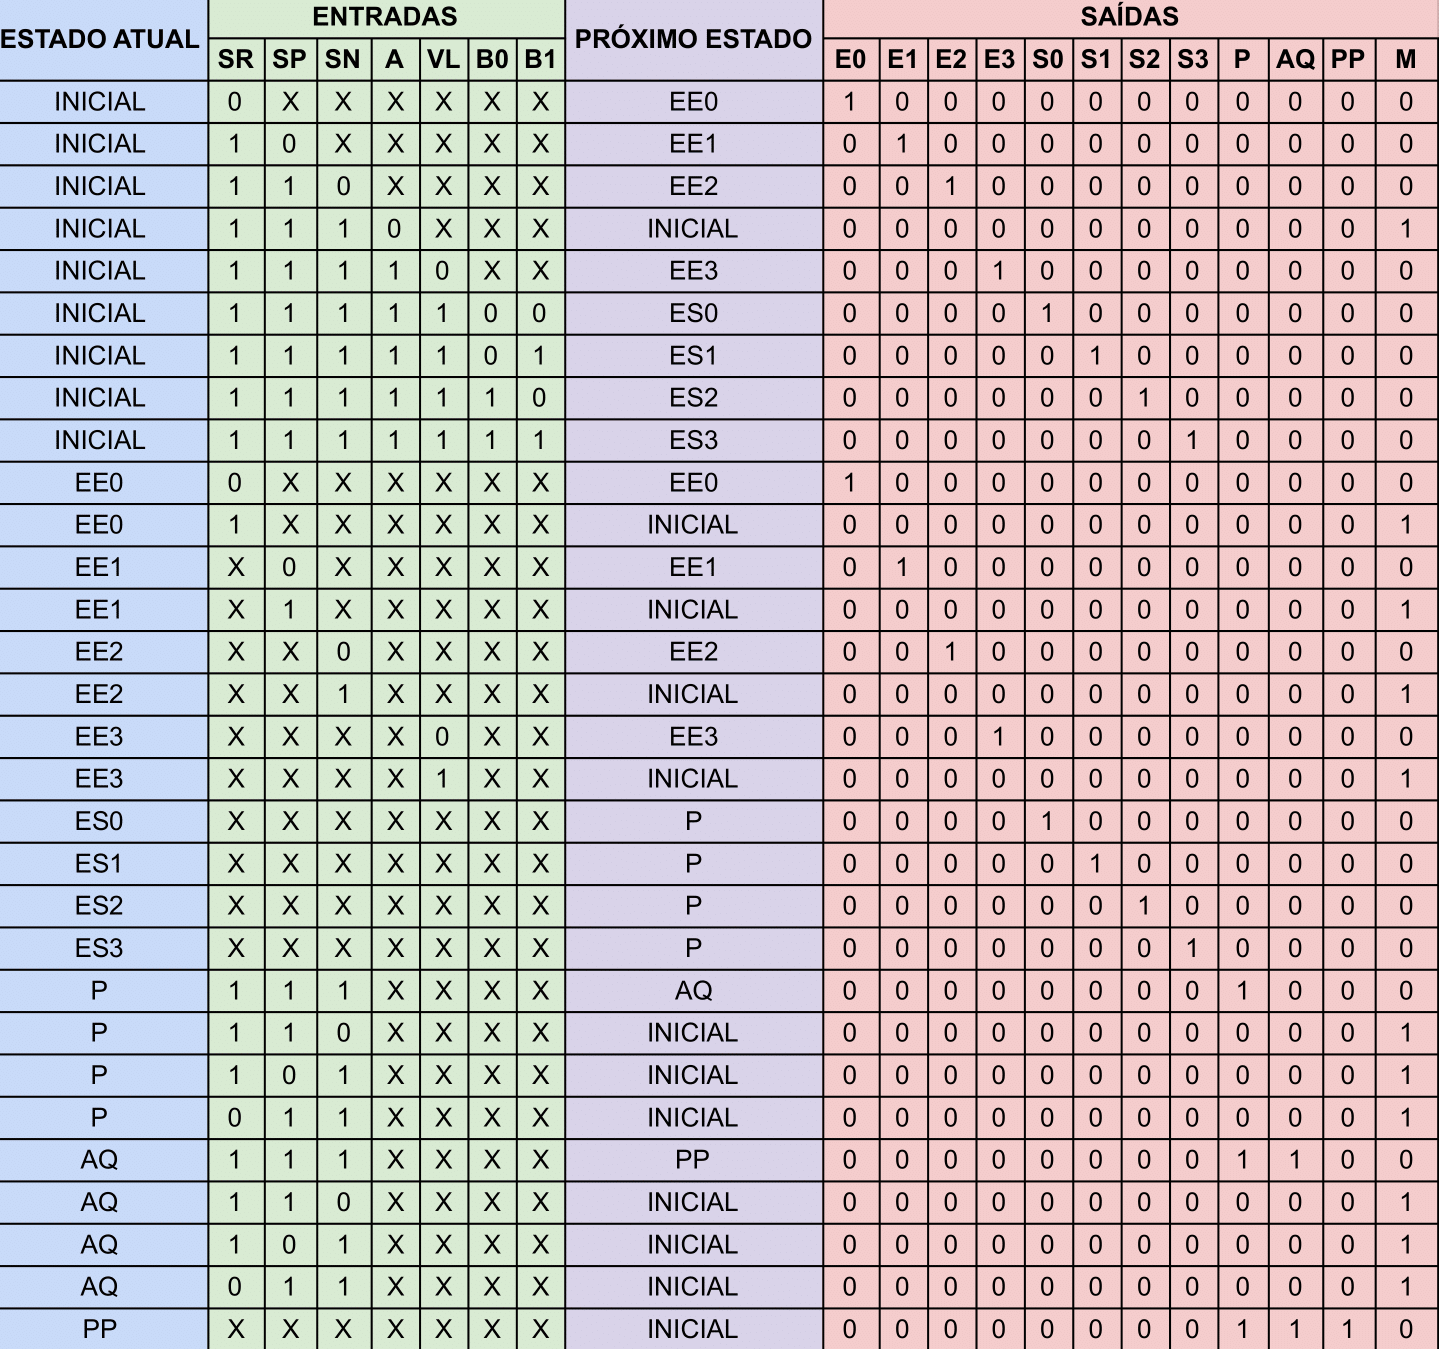 ESTADO ATUAL ENTRADAS PRÓXIMO ESTADO SAÍDAS
SR SP SN A VL B0 B1 E0 E1 E2 E3 S0 S1 S2 S3 P AQ PP M
INICIAL 0 X X X X X X EE0 1 0 0 0 0 0 0 0 0 0 0 0
INICIAL 1 0 X X X X X EE1 0 1 0 0 0 0 0 0 0 0 0 0
INICIAL 1 1 0 X X X X EE2 0 0 1 0 0 0 0 0 0 0 0 0
INICIAL 1 1 1 0 X X X INICIAL 0 0 0 0 0 0 0 0 0 0 0 1
INICIAL 1 1 1 1 0 X X EE3 0 0 0 1 0 0 0 0 0 0 0 0
INICIAL 1 1 1 1 1 0 0 ES0 0 0 0 0 1 0 0 0 0 0 0 0
INICIAL 1 1 1 1 1 0 1 ES1 0 0 0 0 0 1 0 0 0 0 0 0
INICIAL 1 1 1 1 1 1 0 ES2 0 0 0 0 0 0 1 0 0 0 0 0
INICIAL 1 1 1 1 1 1 1 ES3 0 0 0 0 0 0 0 1 0 0 0 0
EE0 0 X X X X X X EE0 1 0 0 0 0 0 0 0 0 0 0 0
EE0 1 X X X X X X INICIAL 0 0 0 0 0 0 0 0 0 0 0 1
EE1 X 0 X X X X X EE1 0 1 0 0 0 0 0 0 0 0 0 0
EE1 X 1 X X X X X INICIAL 0 0 0 0 0 0 0 0 0 0 0 1
EE2 X X 0 X X X X EE2 0 0 1 0 0 0 0 0 0 0 0 0
EE2 X X 1 X X X X INICIAL 0 0 0 0 0 0 0 0 0 0 0 1
EE3 X X X X 0 X X EE3 0 0 0 1 0 0 0 0 0 0 0 0
EE3 X X X X 1 X X INICIAL 0 0 0 0 0 0 0 0 0 0 0 1
ES0 X X X X X X X P 0 0 0 0 1 0 0 0 0 0 0 0
ES1 X X X X X X X P 0 0 0 0 0 1 0 0 0 0 0 0
ES2 X X X X X X X P 0 0 0 0 0 0 1 0 0 0 0 0
ES3 X X X X X X X P 0 0 0 0 0 0 0 1 0 0 0 0
P 1 1 1 X X X X AQ 0 0 0 0 0 0 0 0 1 0 0 0
P 1 1 0 X X X X INICIAL 0 0 0 0 0 0 0 0 0 0 0 1
P 1 0 1 X X X X INICIAL 0 0 0 0 0 0 0 0 0 0 0 1
P 0 1 1 X X X X INICIAL 0 0 0 0 0 0 0 0 0 0 0 1
AQ 1 1 1 X X X X PP 0 0 0 0 0 0 0 0 1 1 0 0
AQ 1 1 0 X X X X INICIAL 0 0 0 0 0 0 0 0 0 0 0 1
AQ 1 0 1 X X X X INICIAL 0 0 0 0 0 0 0 0 0 0 0 1
AQ 0 1 1 X X X X INICIAL 0 0 0 0 0 0 0 0 0 0 0 1
PP X X X X X X X INICIAL 0 0 0 0 0 0 0 0 1 1 1 0